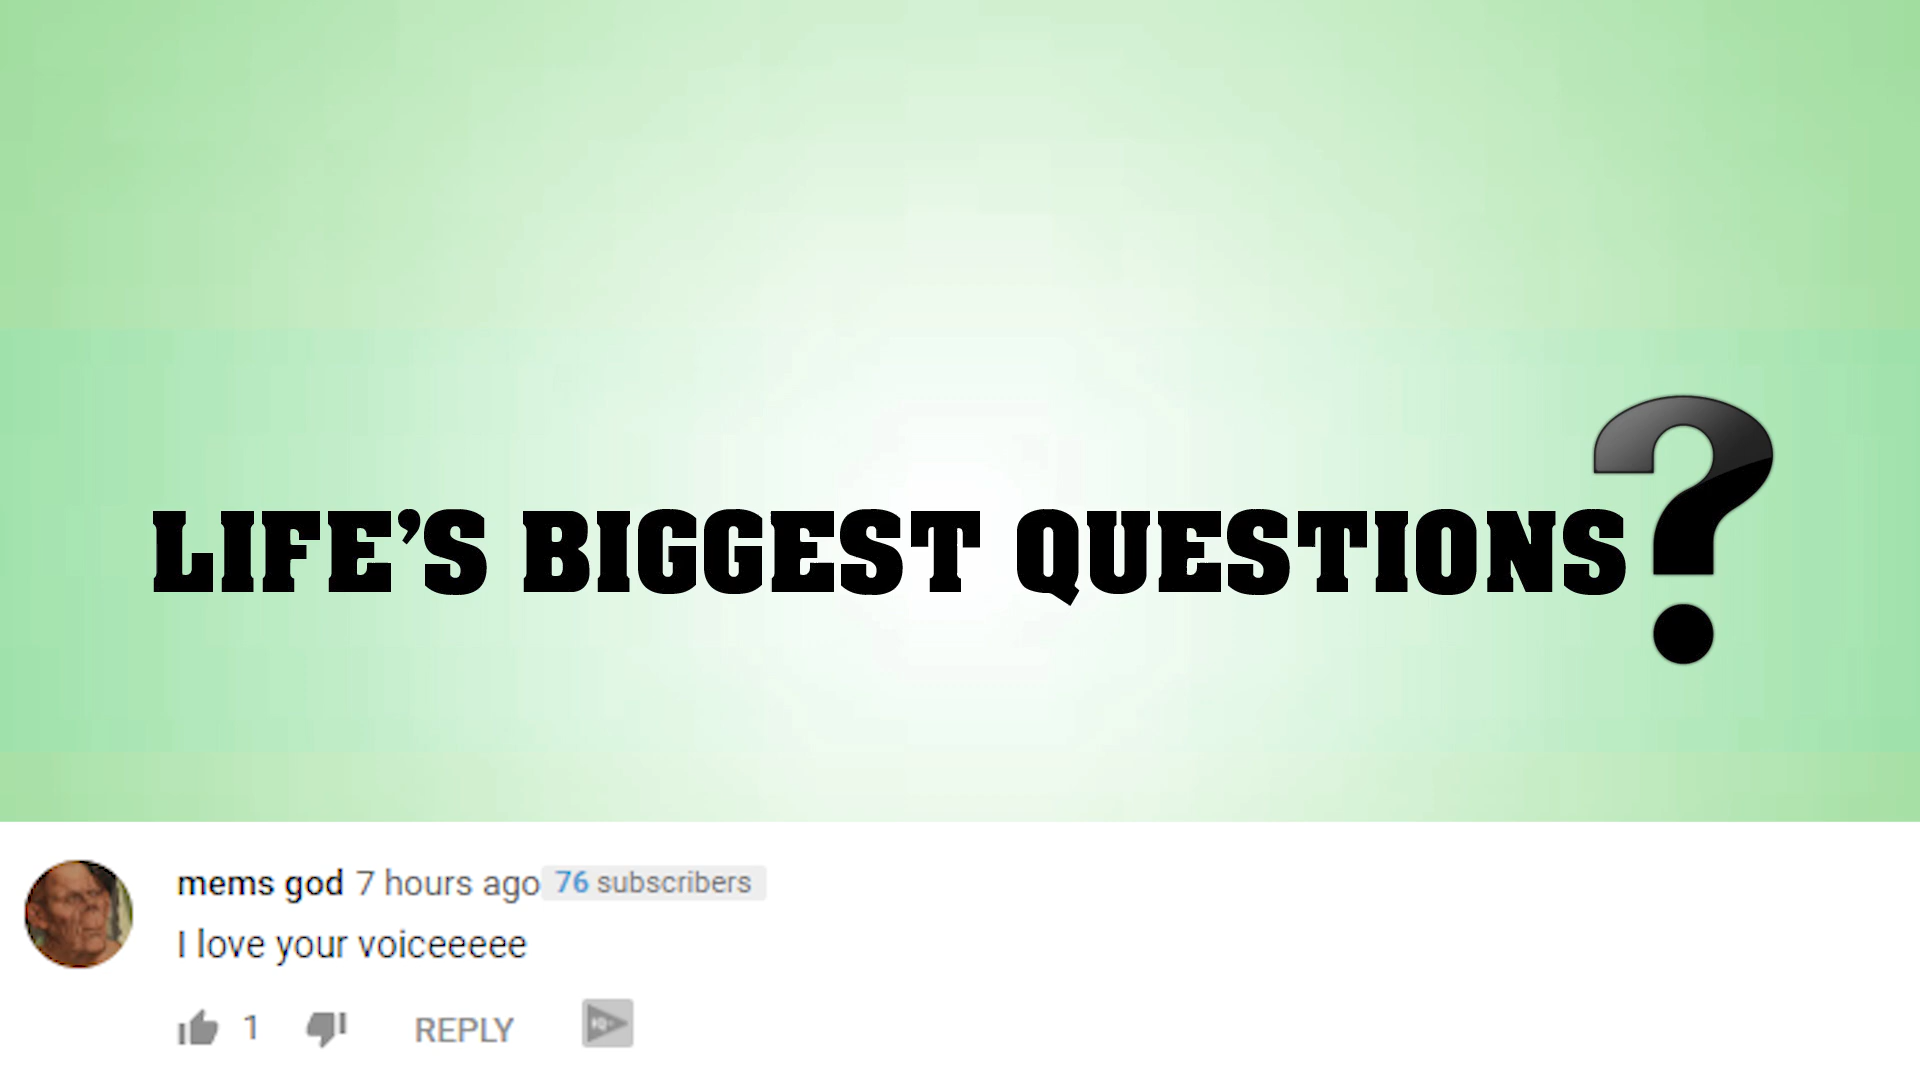 LIFE'S BIGGEST QUESTIONS?
mems god 7 hours ago 76 subscribers
I love your voiceeeee
1 REPLY